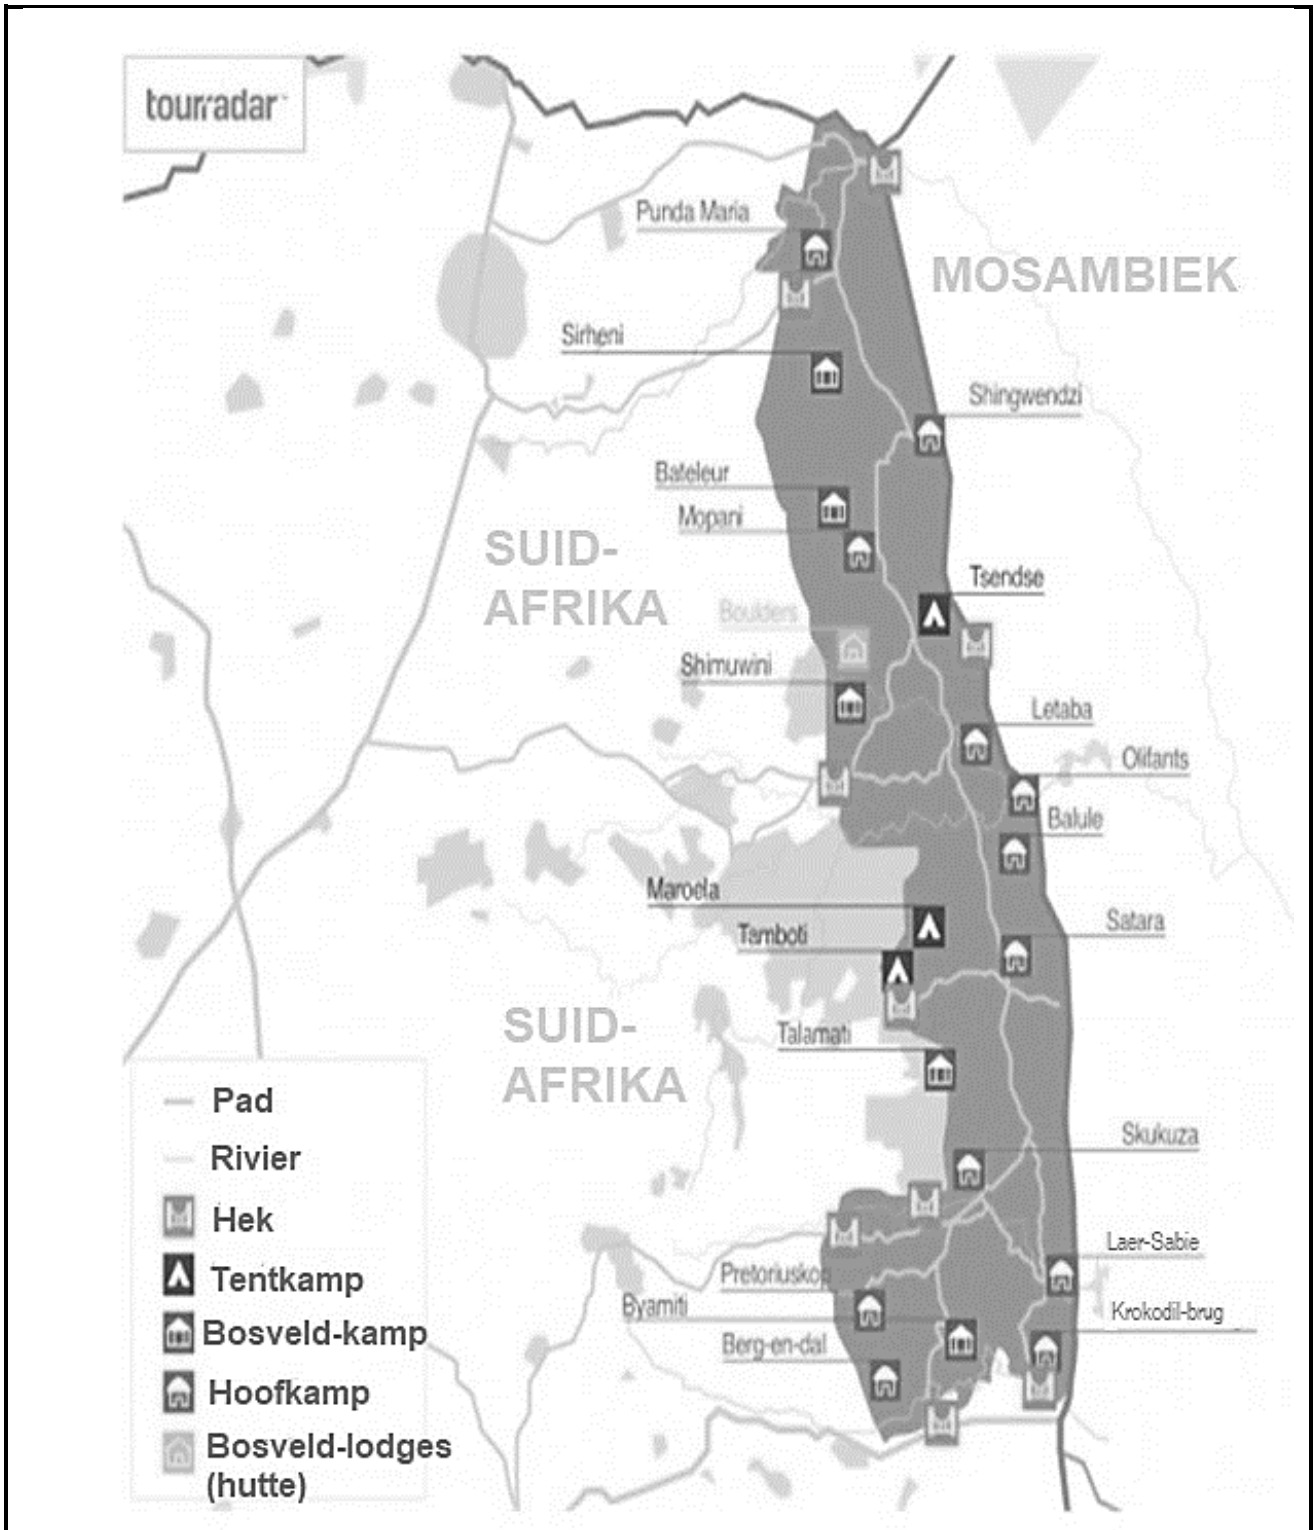 tourradar
Punda Maria
MOSAMBIEK
Sirheni
Shingwendzi
Bateleur
Mopani
SUID-
AFRIKA
Tsendse
Boulders
Shimuwini
Letaba
Olifants
Balule
Maroela
Tamboti
Satara
SUID-
AFRIKA
Talamati
Skukuza
Laer-Sabie
Pretoriuskop
Byamiti
Krokodil-brug
Berg-en-dal
Pad
Rivier
Hek
Tentkamp
Bosveld-kamp
Hoofkamp
Bosveld-lodges
(hutte)